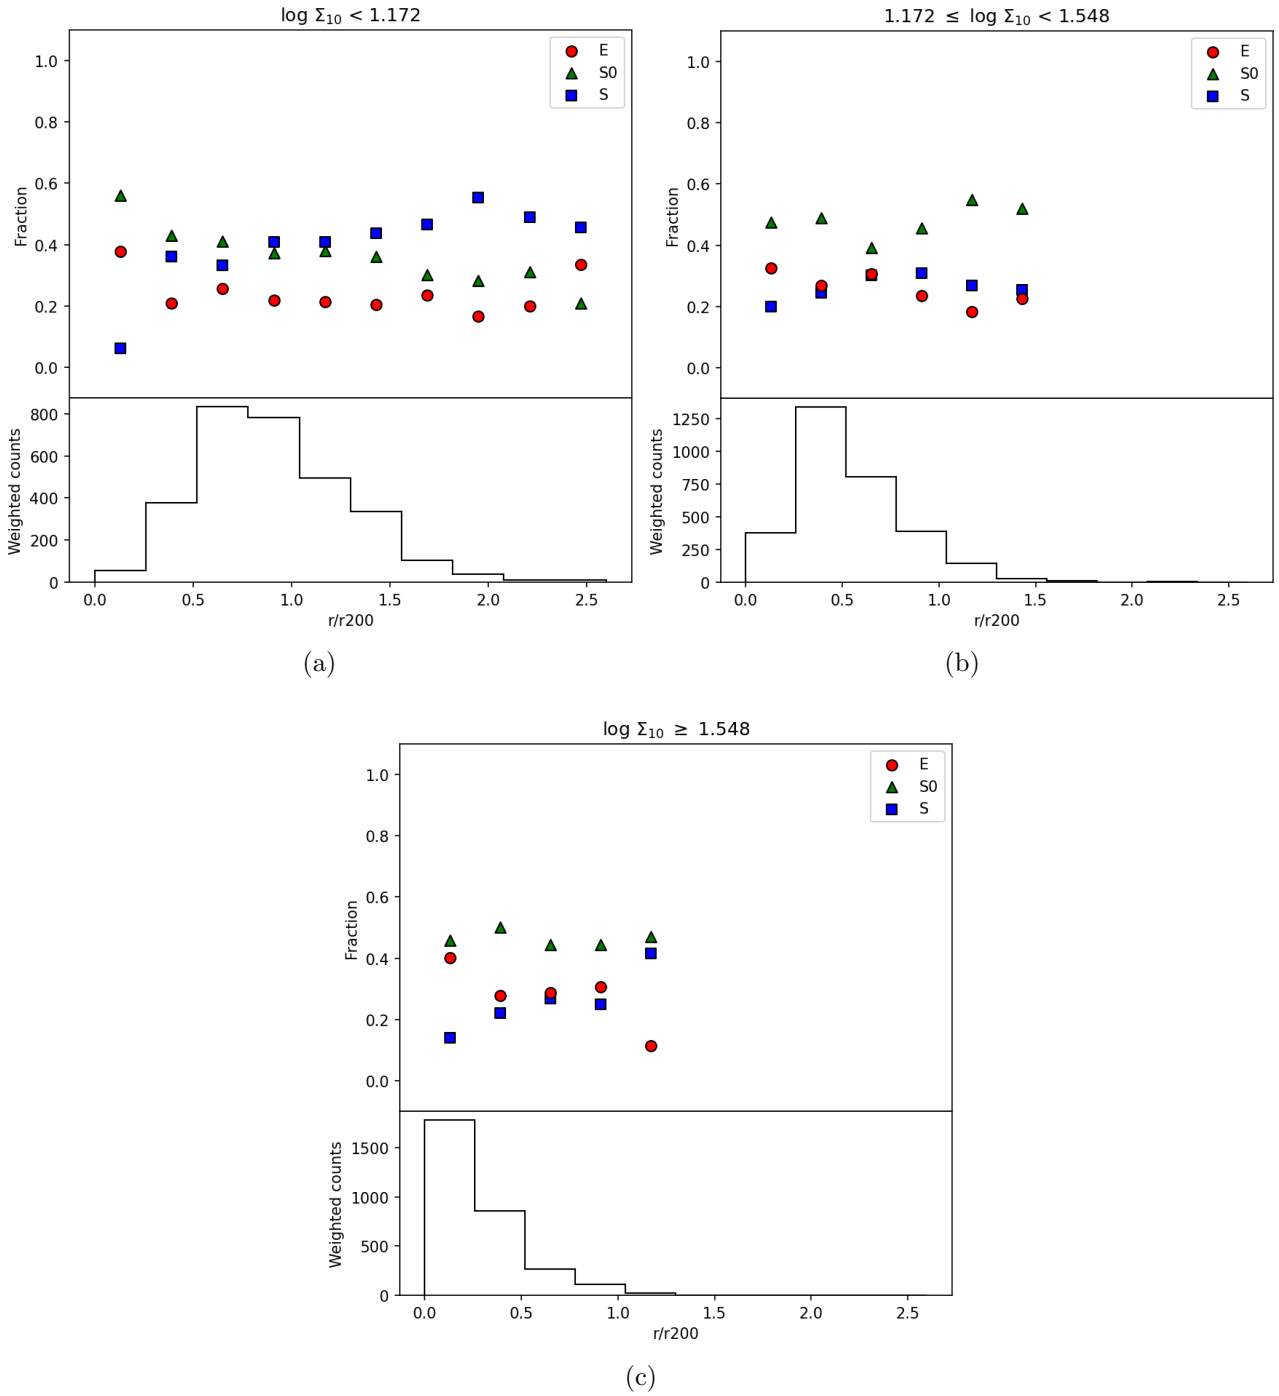 log Σ10 < 1.172
E
S0
S
1.0
0.8
0.6
0.4
0.2
0.0
Fraction
800
600
400
200
0
Weighted counts
0.0 0.5 1.0 1.5 2.0 2.5
r/r200
(a)
1.172 ≤ log Σ10 < 1.548
E
S0
S
1.0
0.8
0.6
0.4
0.2
0.0
Fraction
1250
1000
750
500
250
0
Weighted counts
0.0 0.5 1.0 1.5 2.0 2.5
r/r200
(b)
log Σ10 ≥ 1.548
E
S0
S
1.0
0.8
0.6
0.4
0.2
0.0
Fraction
1500
1000
500
0
Weighted counts
0.0 0.5 1.0 1.5 2.0 2.5
r/r200
(c)